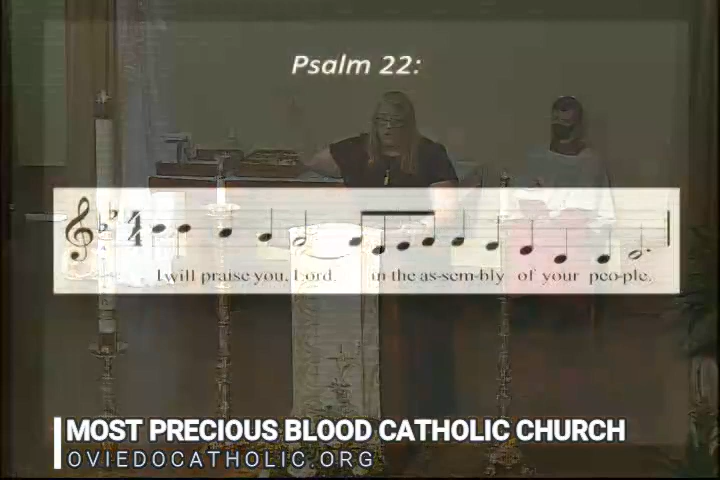 Psalm 22:
I will praise you, Lord. in the as-sem-bly of your peo-ple.
MOST PRECIOUS BLOOD CATHOLIC CHURCH
OVIEDOCATHOLIC.ORG